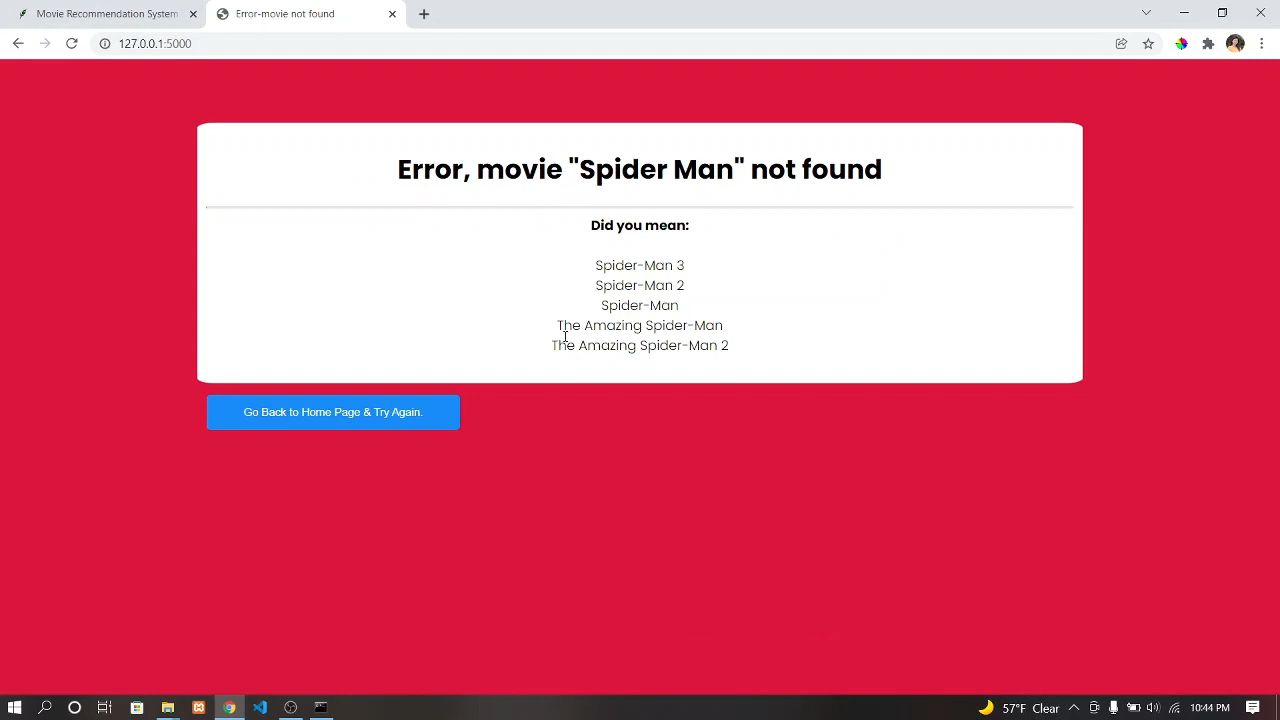 Movie Recommendation System
Error-movie not found
127.0.0.1:5000
Error, movie "Spider Man" not found
Did you mean:
Spider-Man 3
Spider-Man 2
Spider-Man
The Amazing Spider-Man
The Amazing Spider-Man 2
Go Back to Home Page & Try Again.
57°F Clear
10:44 PM